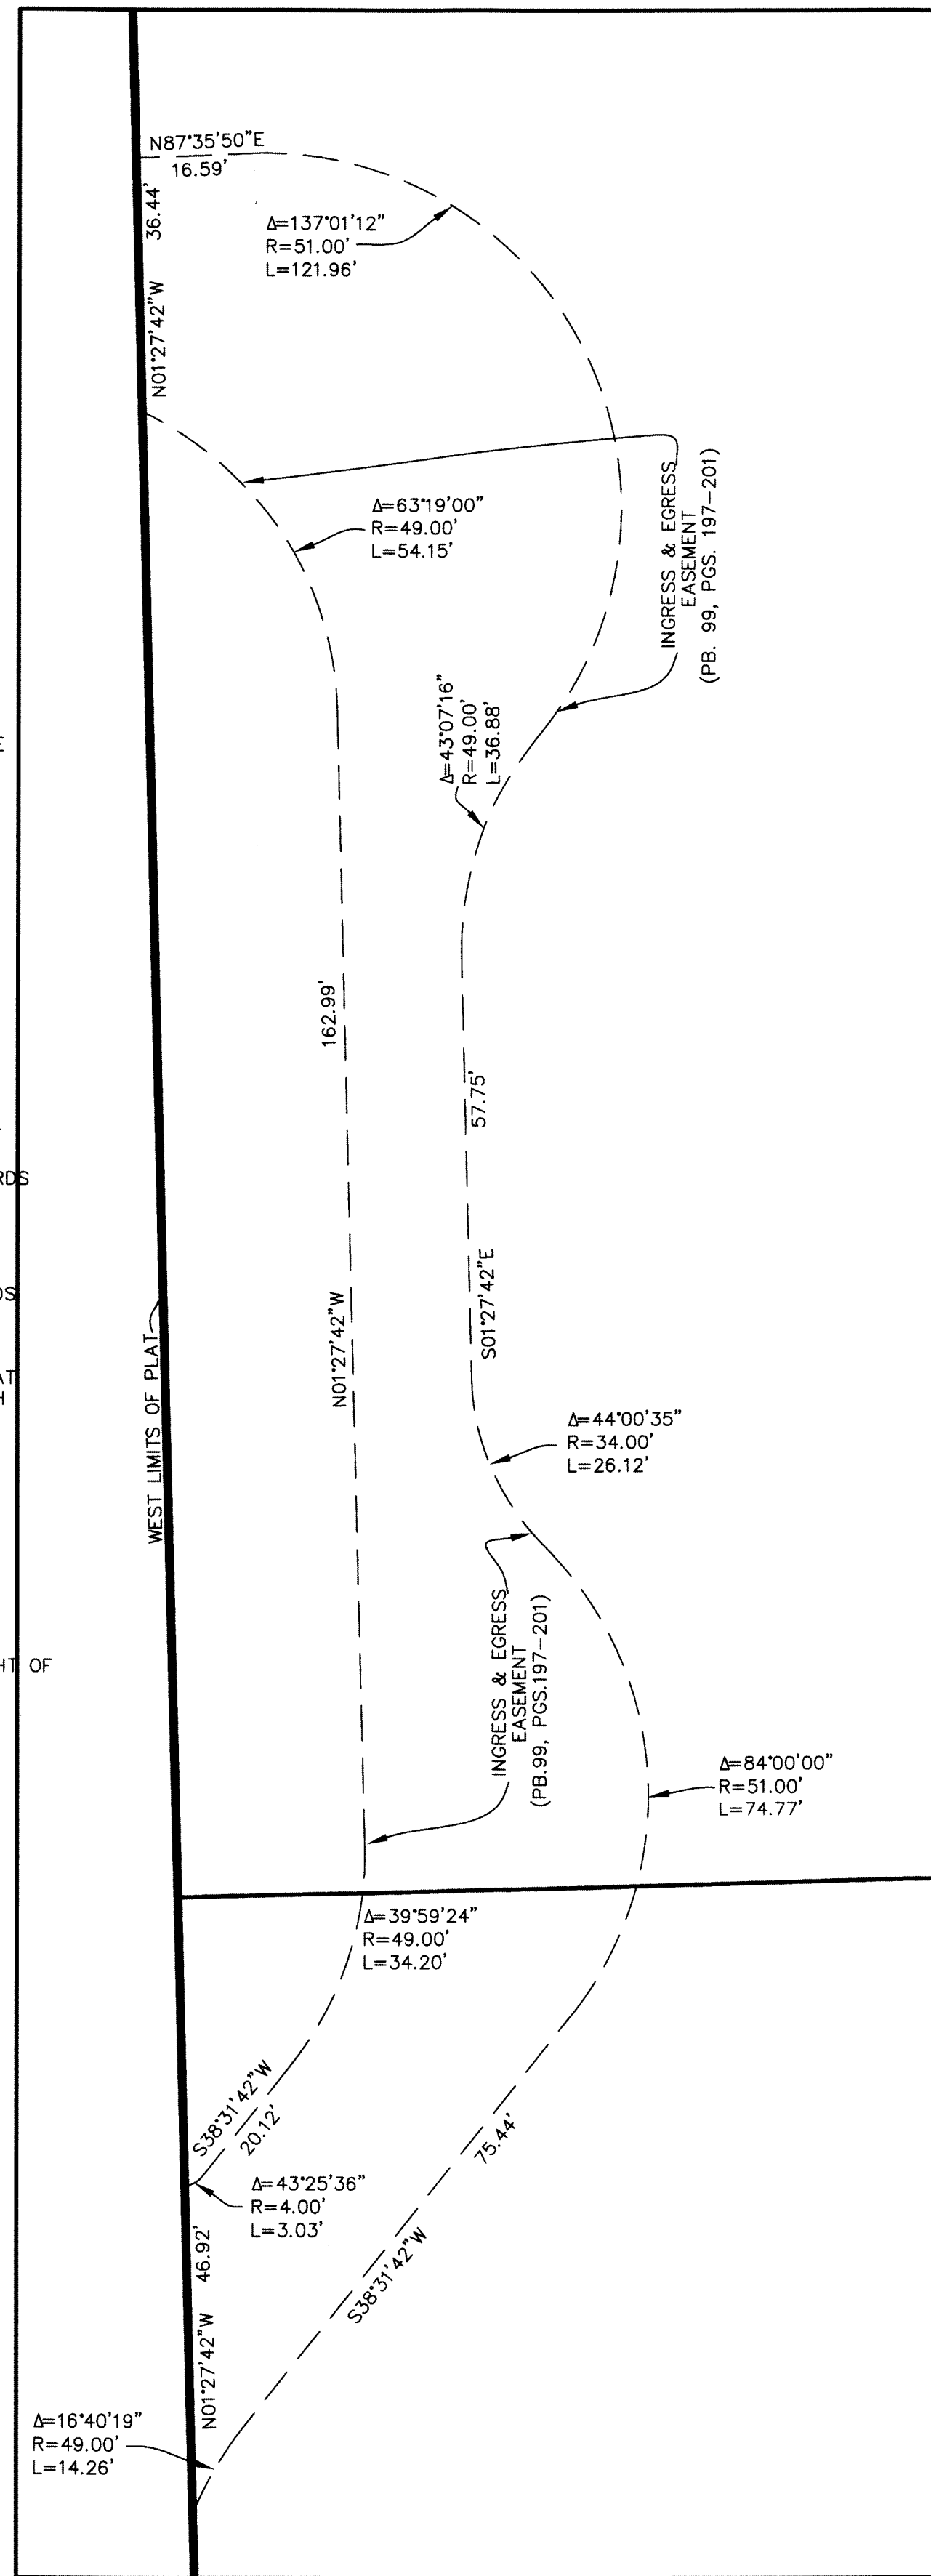 N87°35'50"E
16.59'
36.44'
N01°27'42"W
Δ=137°01'12"
R=51.00'
L=121.96'
Δ=63°19'00"
R=49.00'
L=54.15'
INGRESS & EGRESS
EASEMENT
(PB. 99, PGS. 197-201)
Δ=43°07'16"
R=49.00'
L=36.88'
162.99'
57.75'
RDS
DS
N01°27'42"W
S01°27'42"E
AT
H
WEST LIMITS OF PLAT
Δ=44°00'35"
R=34.00'
L=26.12'
INGRESS & EGRESS
EASEMENT
(PB.99, PGS.197-201)
HT OF
Δ=84°00'00"
R=51.00'
L=74.77'
Δ=39°59'24"
R=49.00'
L=34.20'
S38°31'42"W
20.12'
75.44'
Δ=43°25'36"
R=4.00'
L=3.03'
46.92'
S38°31'42"W
N01°27'42"W
Δ=16°40'19"
R=49.00'
L=14.26'